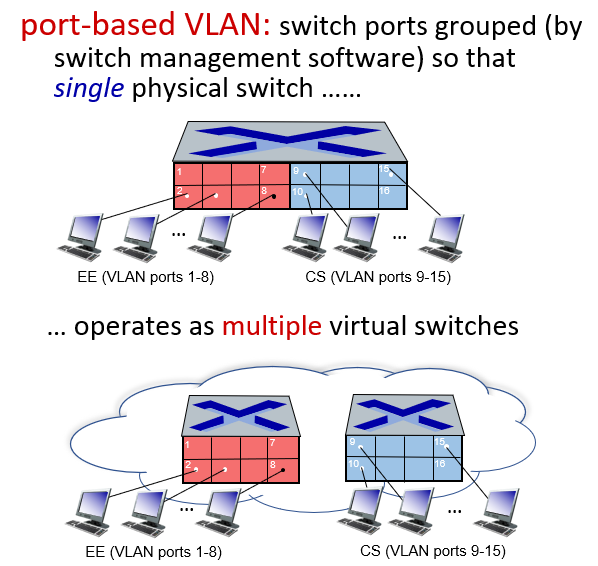 port-based VLAN: switch ports grouped (by
switch management software) so that
single physical switch ……
1 7 9 15
2 8 10 16
...
...
EE (VLAN ports 1-8)
CS (VLAN ports 9-15)
... operates as multiple virtual switches
1 7 9 15
2 8 10 16
...
...
EE (VLAN ports 1-8)
CS (VLAN ports 9-15)